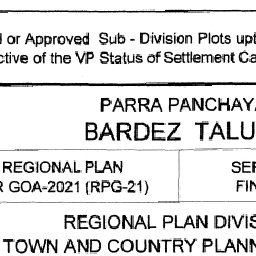 or Approved Sub - Division Plots upt
ctive of the VP Status of Settlement Ca
PARRA PANCHAY
BARDEZ TALU
REGIONAL PLAN
SE
R GOA-2021 (RPG-21)
FIN
REGIONAL PLAN DIVIS
TOWN AND COUNTRY PLANN